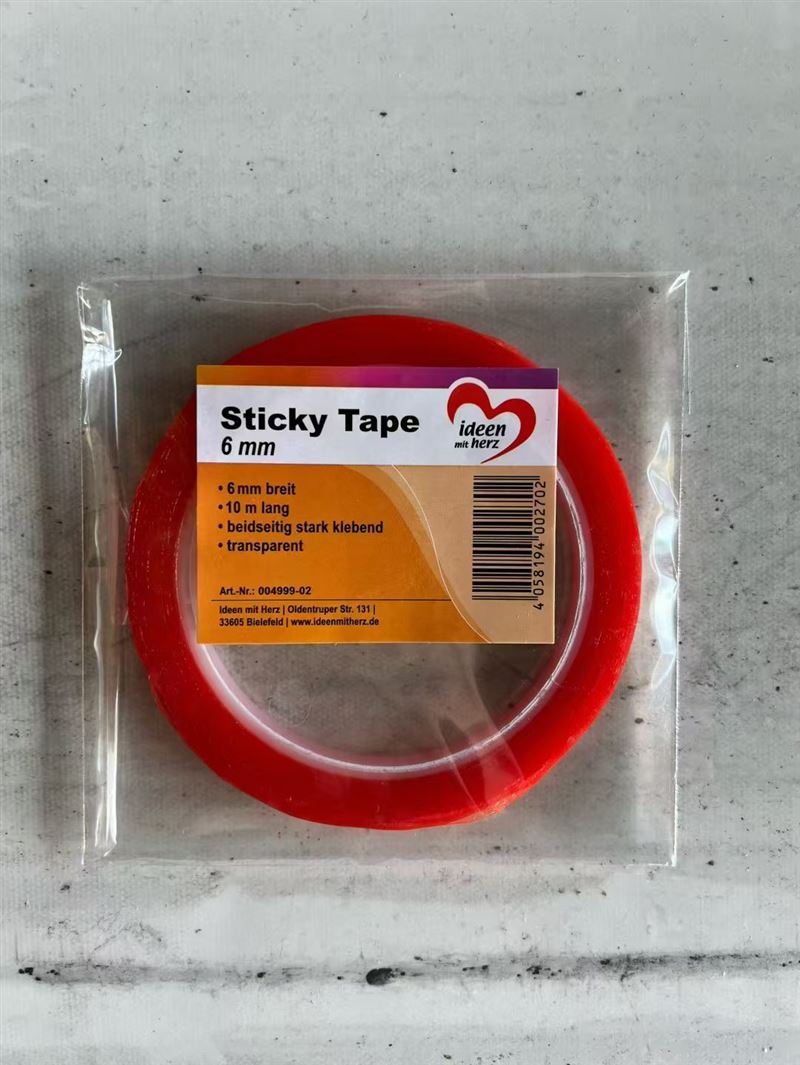 Sticky Tape
6 mm
ideen
mit herz
• 6 mm breit
• 10 m lang
• beidseitig stark klebend
• transparent
Art.-Nr.: 004999-02
Ideen mit Herz | Oldentruper Str. 131 |
33605 Bielefeld | www.ideenmitherz.de
4 058194 002702